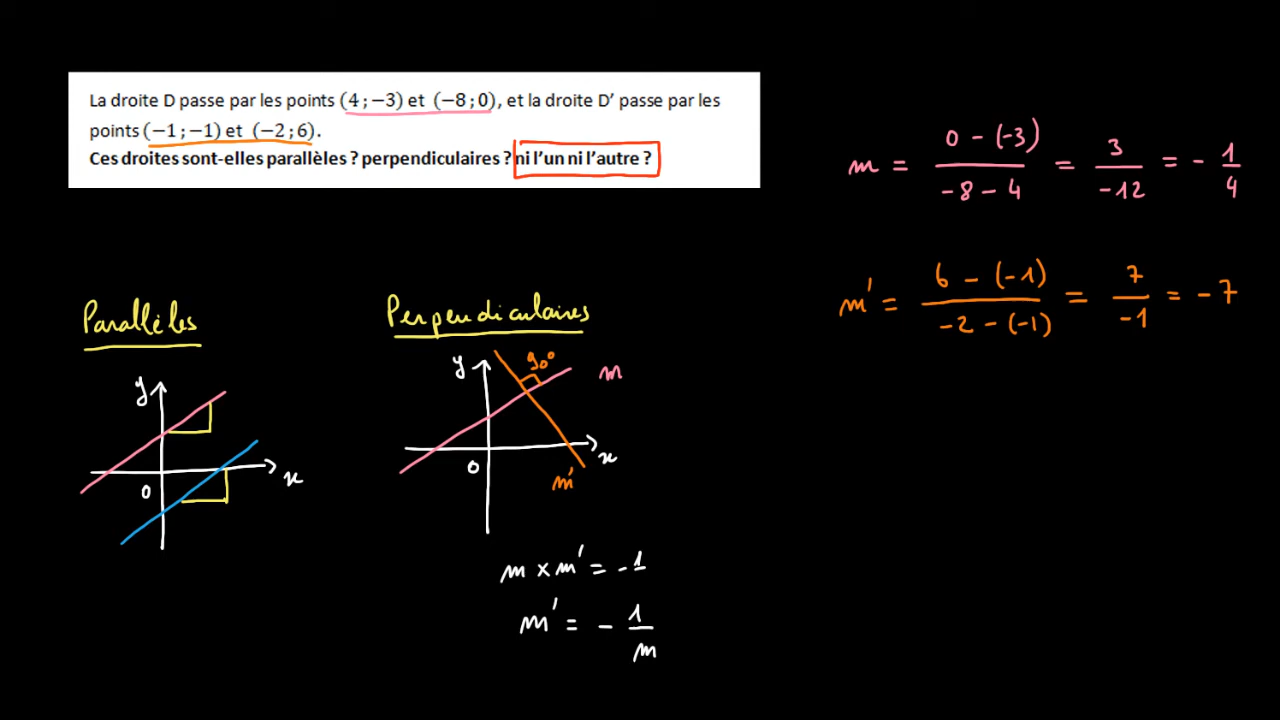 La droite D passe par les points (4 ; −3) et (−8 ; 0), et la droite D’ passe par les
points (−1 ; −1) et (−2 ; 6).
Ces droites sont-elles parallèles ? perpendiculaires ? ni l’un ni l’autre ?
m = 0 - (-3) / -8 - 4 = 3 / -12 = - 1 / 4
m' = 6 - (-1) / -2 - (-1) = 7 / -1 = - 7
Parallèles
y
0
x
Perpendiculaires
y
90°
m
0
x
m'
m x m' = -1
m' = - 1 / m